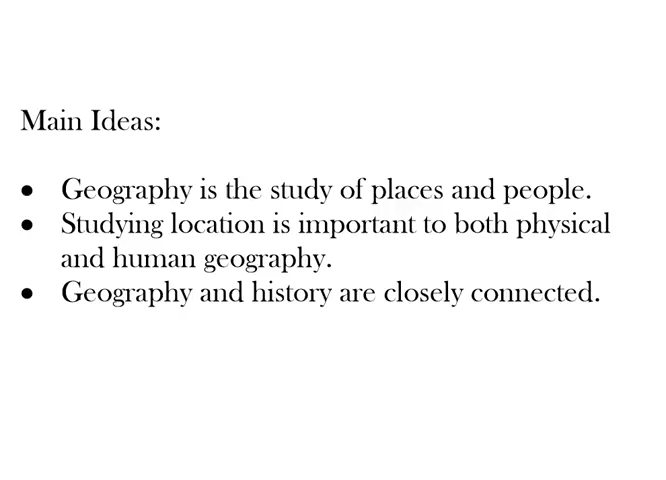 Main Ideas:
• Geography is the study of places and people.
• Studying location is important to both physical
and human geography.
• Geography and history are closely connected.